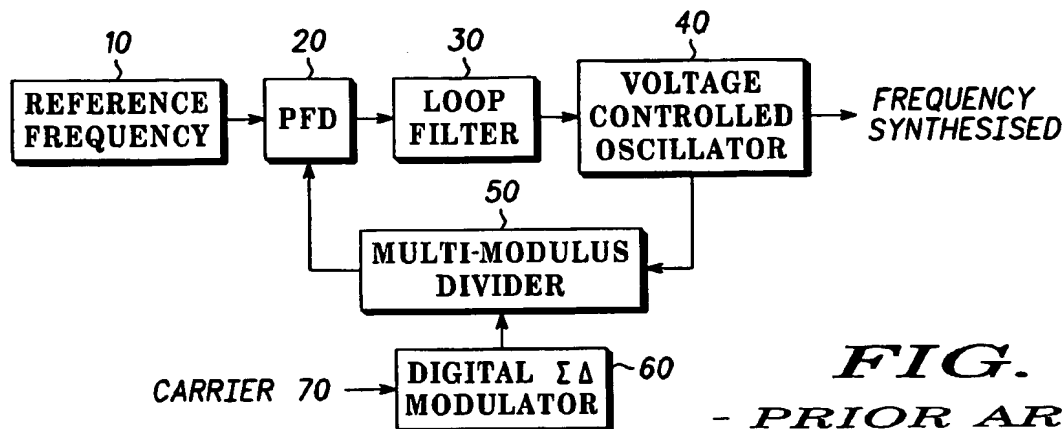 10
20
30
40
REFERENCE
FREQUENCY
PFD
LOOP
FILTER
VOLTAGE
CONTROLLED
OSCILLATOR
FREQUENCY
SYNTHESISED
50
MULTI-MODULUS
DIVIDER
CARRIER 70
DIGITAL ΣΔ
MODULATOR
60
FIG.
- PRIOR AR